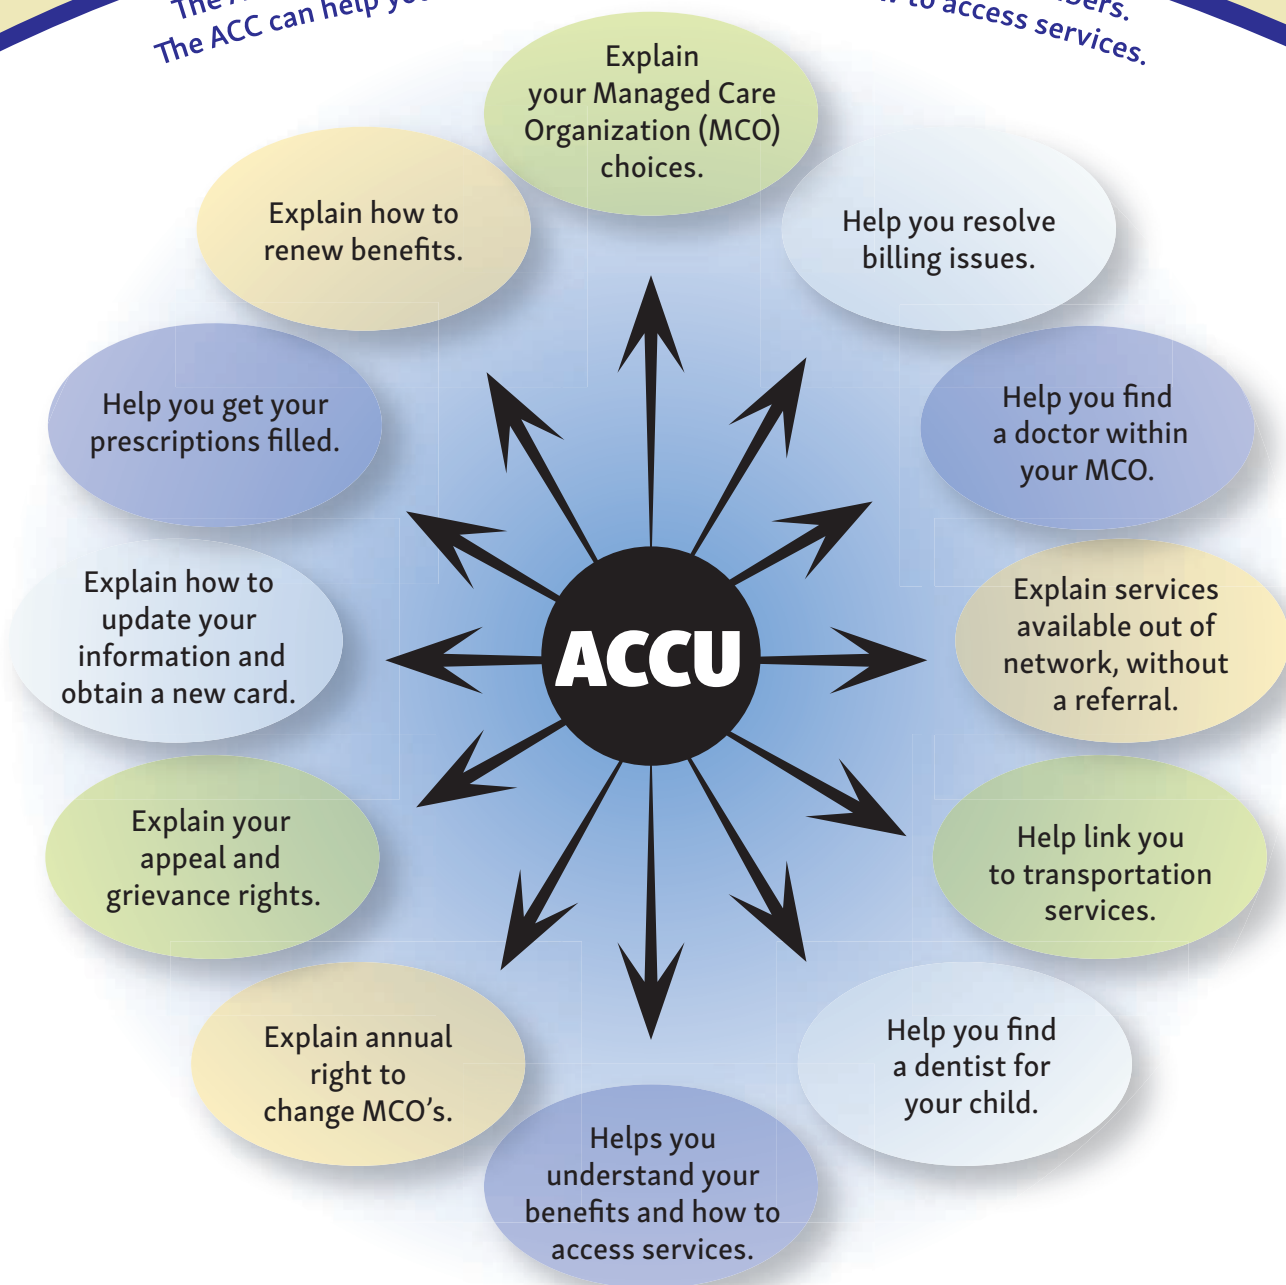 The
The ACC can help you
to access services.
Explain
your Managed Care
Organization (MCO)
choices.
Help you resolve
billing issues.
Help you find
a doctor within
your MCO.
Explain services
available out of
network, without
a referral.
Help link you
to transportation
services.
Help you find
a dentist for
your child.
Helps you
understand your
benefits and how to
access services.
Explain annual
right to
change MCO's.
Explain your
appeal and
grievance rights.
Explain how to
update your
information and
obtain a new card.
Help you get your
prescriptions filled.
Explain how to
renew benefits.
ACCU